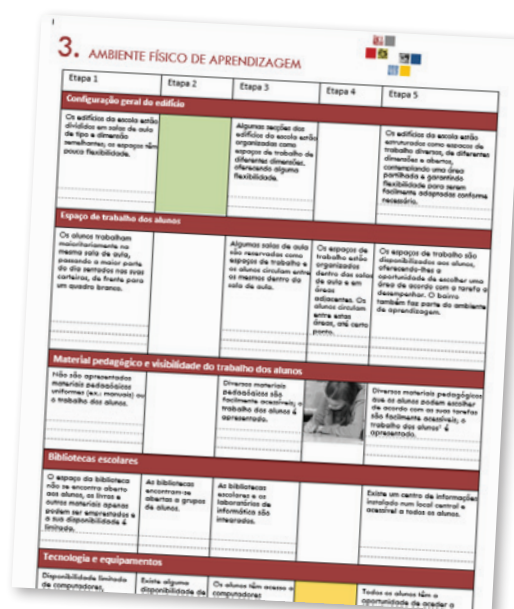 3. AMBIENTE FÍSICO DE APRENDIZAGEM
Etapa 1
Etapa 2
Etapa 3
Etapa 4
Etapa 5
Configuração geral do edifício
Os edifícios da escola estão
divididos em salas de aula
de tipo e dimensão
semelhantes; os espaços têm
pouca flexibilidade.
Algumas secções dos
edifícios da escola estão
organizadas como
espaços de trabalho de
diferentes dimensões,
oferecendo alguma
flexibilidade.
Os edifícios da escola estão
estruturados como espaços de
trabalho diversos, de diferentes
dimensões e abertos,
contemplando uma área
partilhada e garantindo
flexibilidade para serem
facilmente adaptados conforme
necessário.
Espaço de trabalho dos alunos
Os alunos trabalham
maioritariamente na
mesma sala de aula,
passando a maior parte
do dia sentados nas suas
carteiras, de frente para
um quadro branco.
Algumas salas de aula
são reservadas como
espaços de trabalho e
os alunos circulam entre
os mesmos dentro da
sala de aula.
Os espaços de
trabalho estão
organizados
dentro das salas
de aula e em
áreas
adjacentes. Os
alunos circulam
entre estas
áreas, até certo
ponto.
Os espaços de trabalho são
disponibilizados aos alunos,
oferecendo-lhes a
oportunidade de escolher uma
área de acordo com a tarefa a
desempenhar. O bairro
também faz parte do ambiente
de aprendizagem.
Material pedagógico e visibilidade do trabalho dos alunos
Não são apresentados
materiais pedagógicos
uniformes (ex.: manuais) ou
o trabalho dos alunos.
Diversos materiais
pedagógicos são
facilmente acessíveis; o
trabalho dos alunos é
apresentado.
Diversos materiais pedagógicos
que os alunos podem escolher
de acordo com as suas tarefas
são facilmente acessíveis; o
trabalho dos alunos' é
apresentado.
Bibliotecas escolares
O espaço da biblioteca
não se encontra aberto
aos alunos, os livros e
outros materiais apenas
podem ser emprestados e
a sua disponibilidade é
limitada.
As bibliotecas
encontram-se
abertas a grupos
de alunos.
As bibliotecas
escolares e os
laboratórios de
informática são
integrados.
Existe um centro de informações
instalado num local central e
acessível a todos os alunos.
Tecnologia e equipamentos
Disponibilidade limitada
de computadores,
Existe alguma
disponibilidade de
Os alunos têm acesso a
computadores
Todos os alunos têm a
oportunidade de aceder a